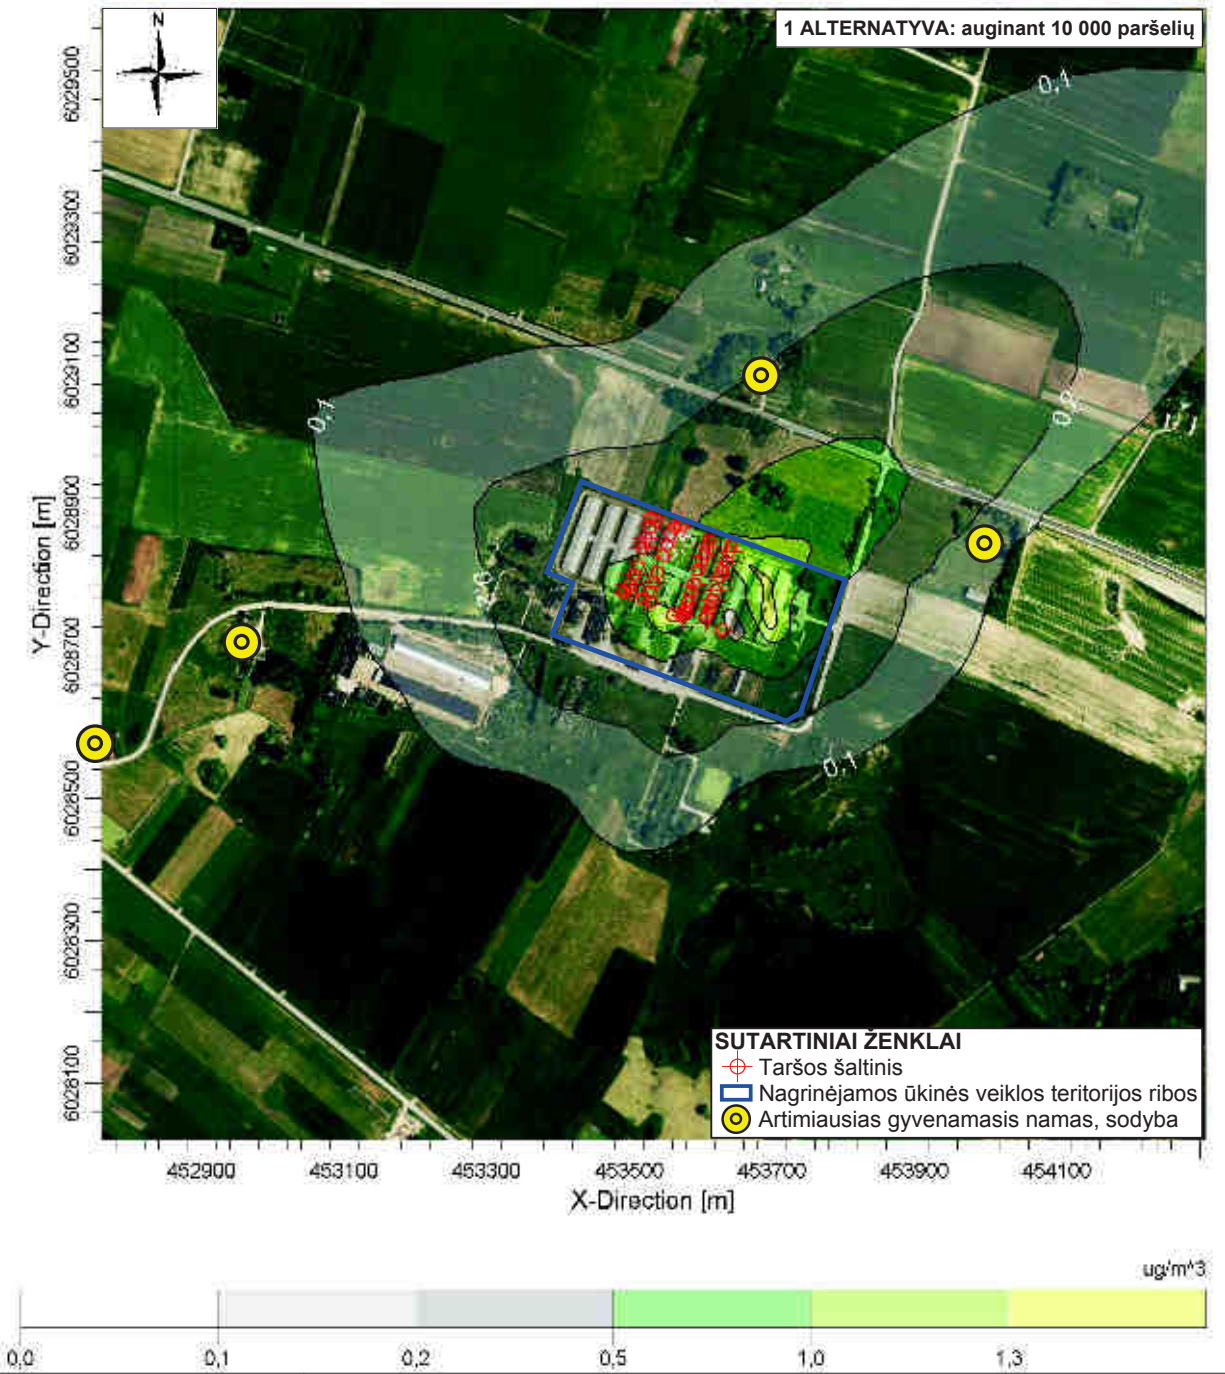 N
1 ALTERNATYVA: auginant 10 000 paršelių
0,1
0,1
0,2
0,1
6029500
6029300
6029100
6028900
6028700
6028500
6028300
6028100
Y-Direction [m]
SUTARTINIAI ŽENKLAI
Taršos šaltinis
Nagrinėjamos ūkinės veiklos teritorijos ribos
Artimiausias gyvenamasis namas, sodyba
452900 453100 453300 453500 453700 453900 454100
X-Direction [m]
ug/m^3
0,0 0,1 0,2 0,5 1,0 1,3